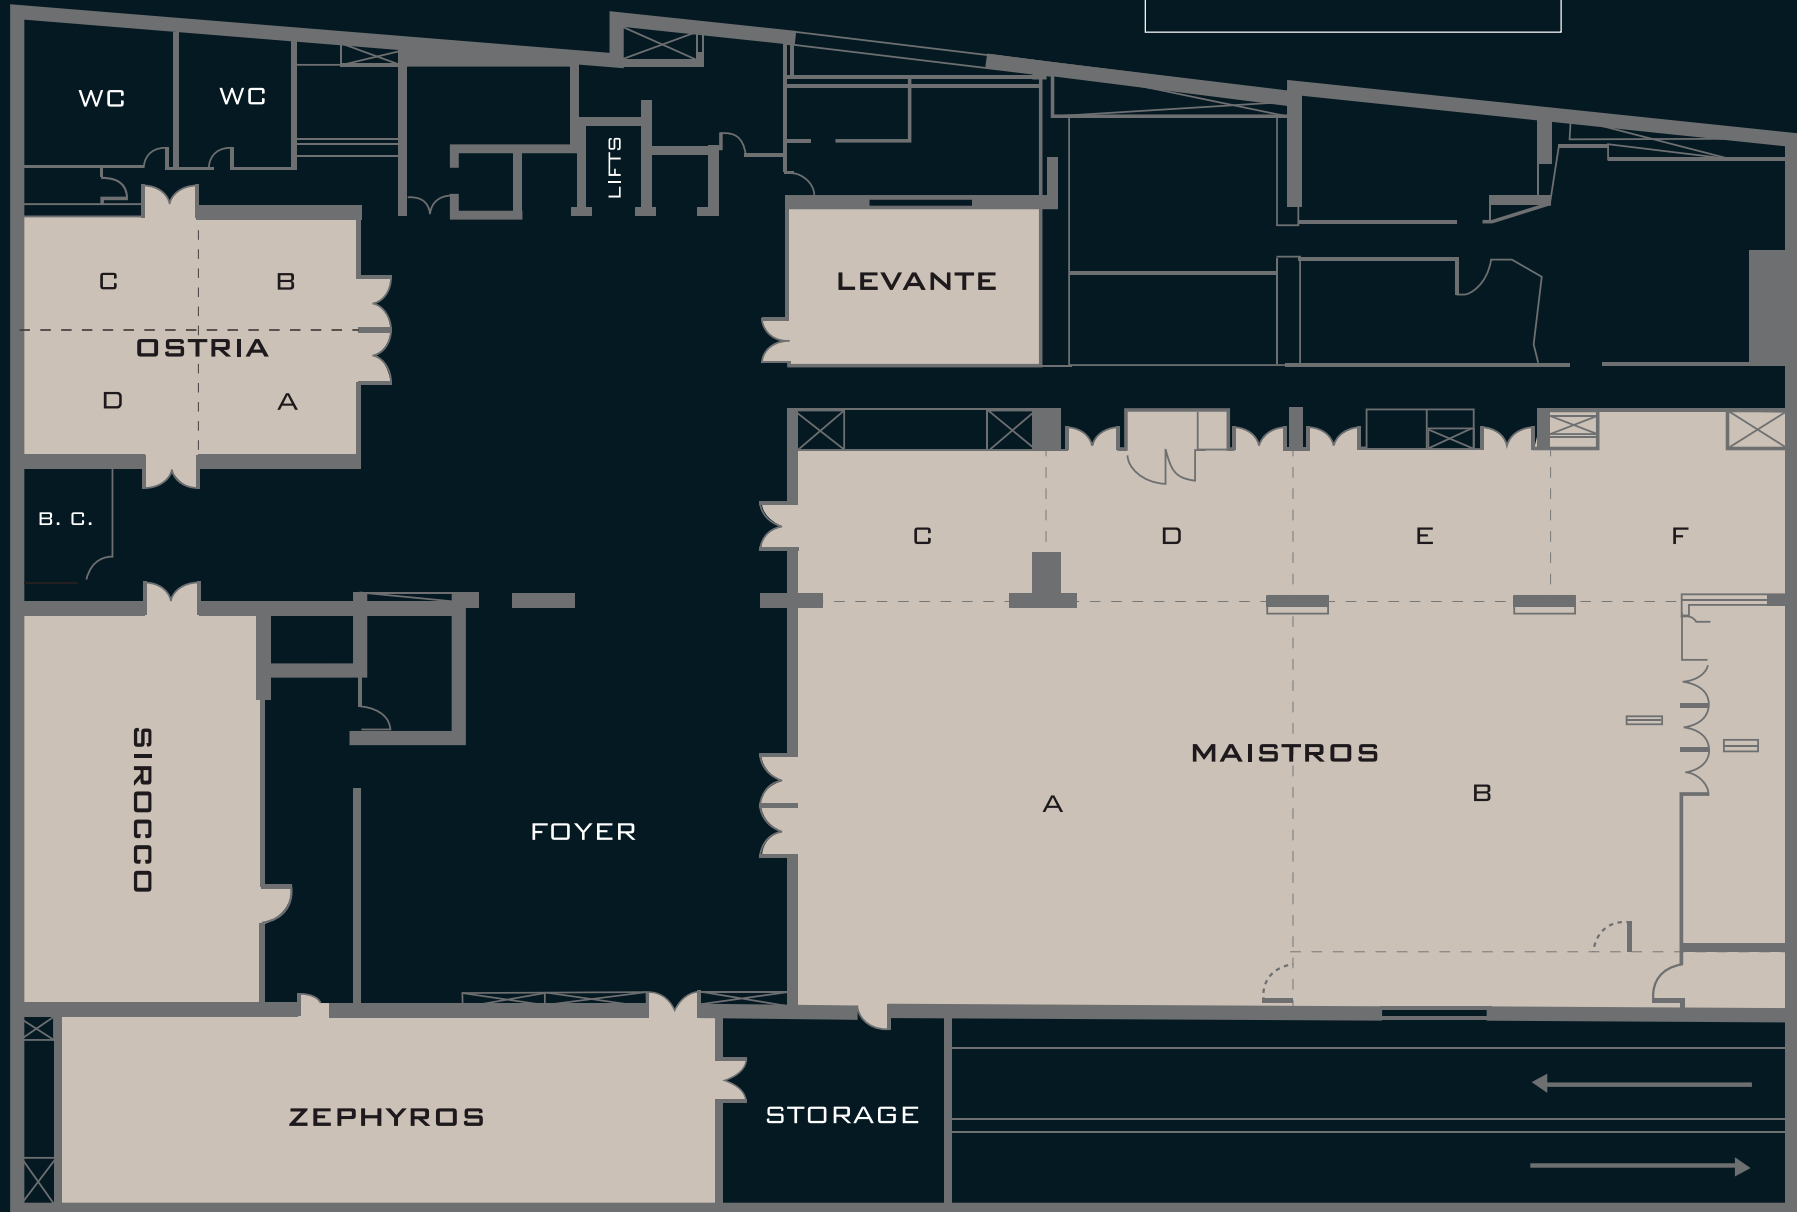 WC
WC
LIFTS
C
B
LEVANTE
OSTRIA
D
A
B. C.
C
D
E
F
SIROCCO
MAISTROS
A
B
FOYER
ZEPHYROS
STORAGE